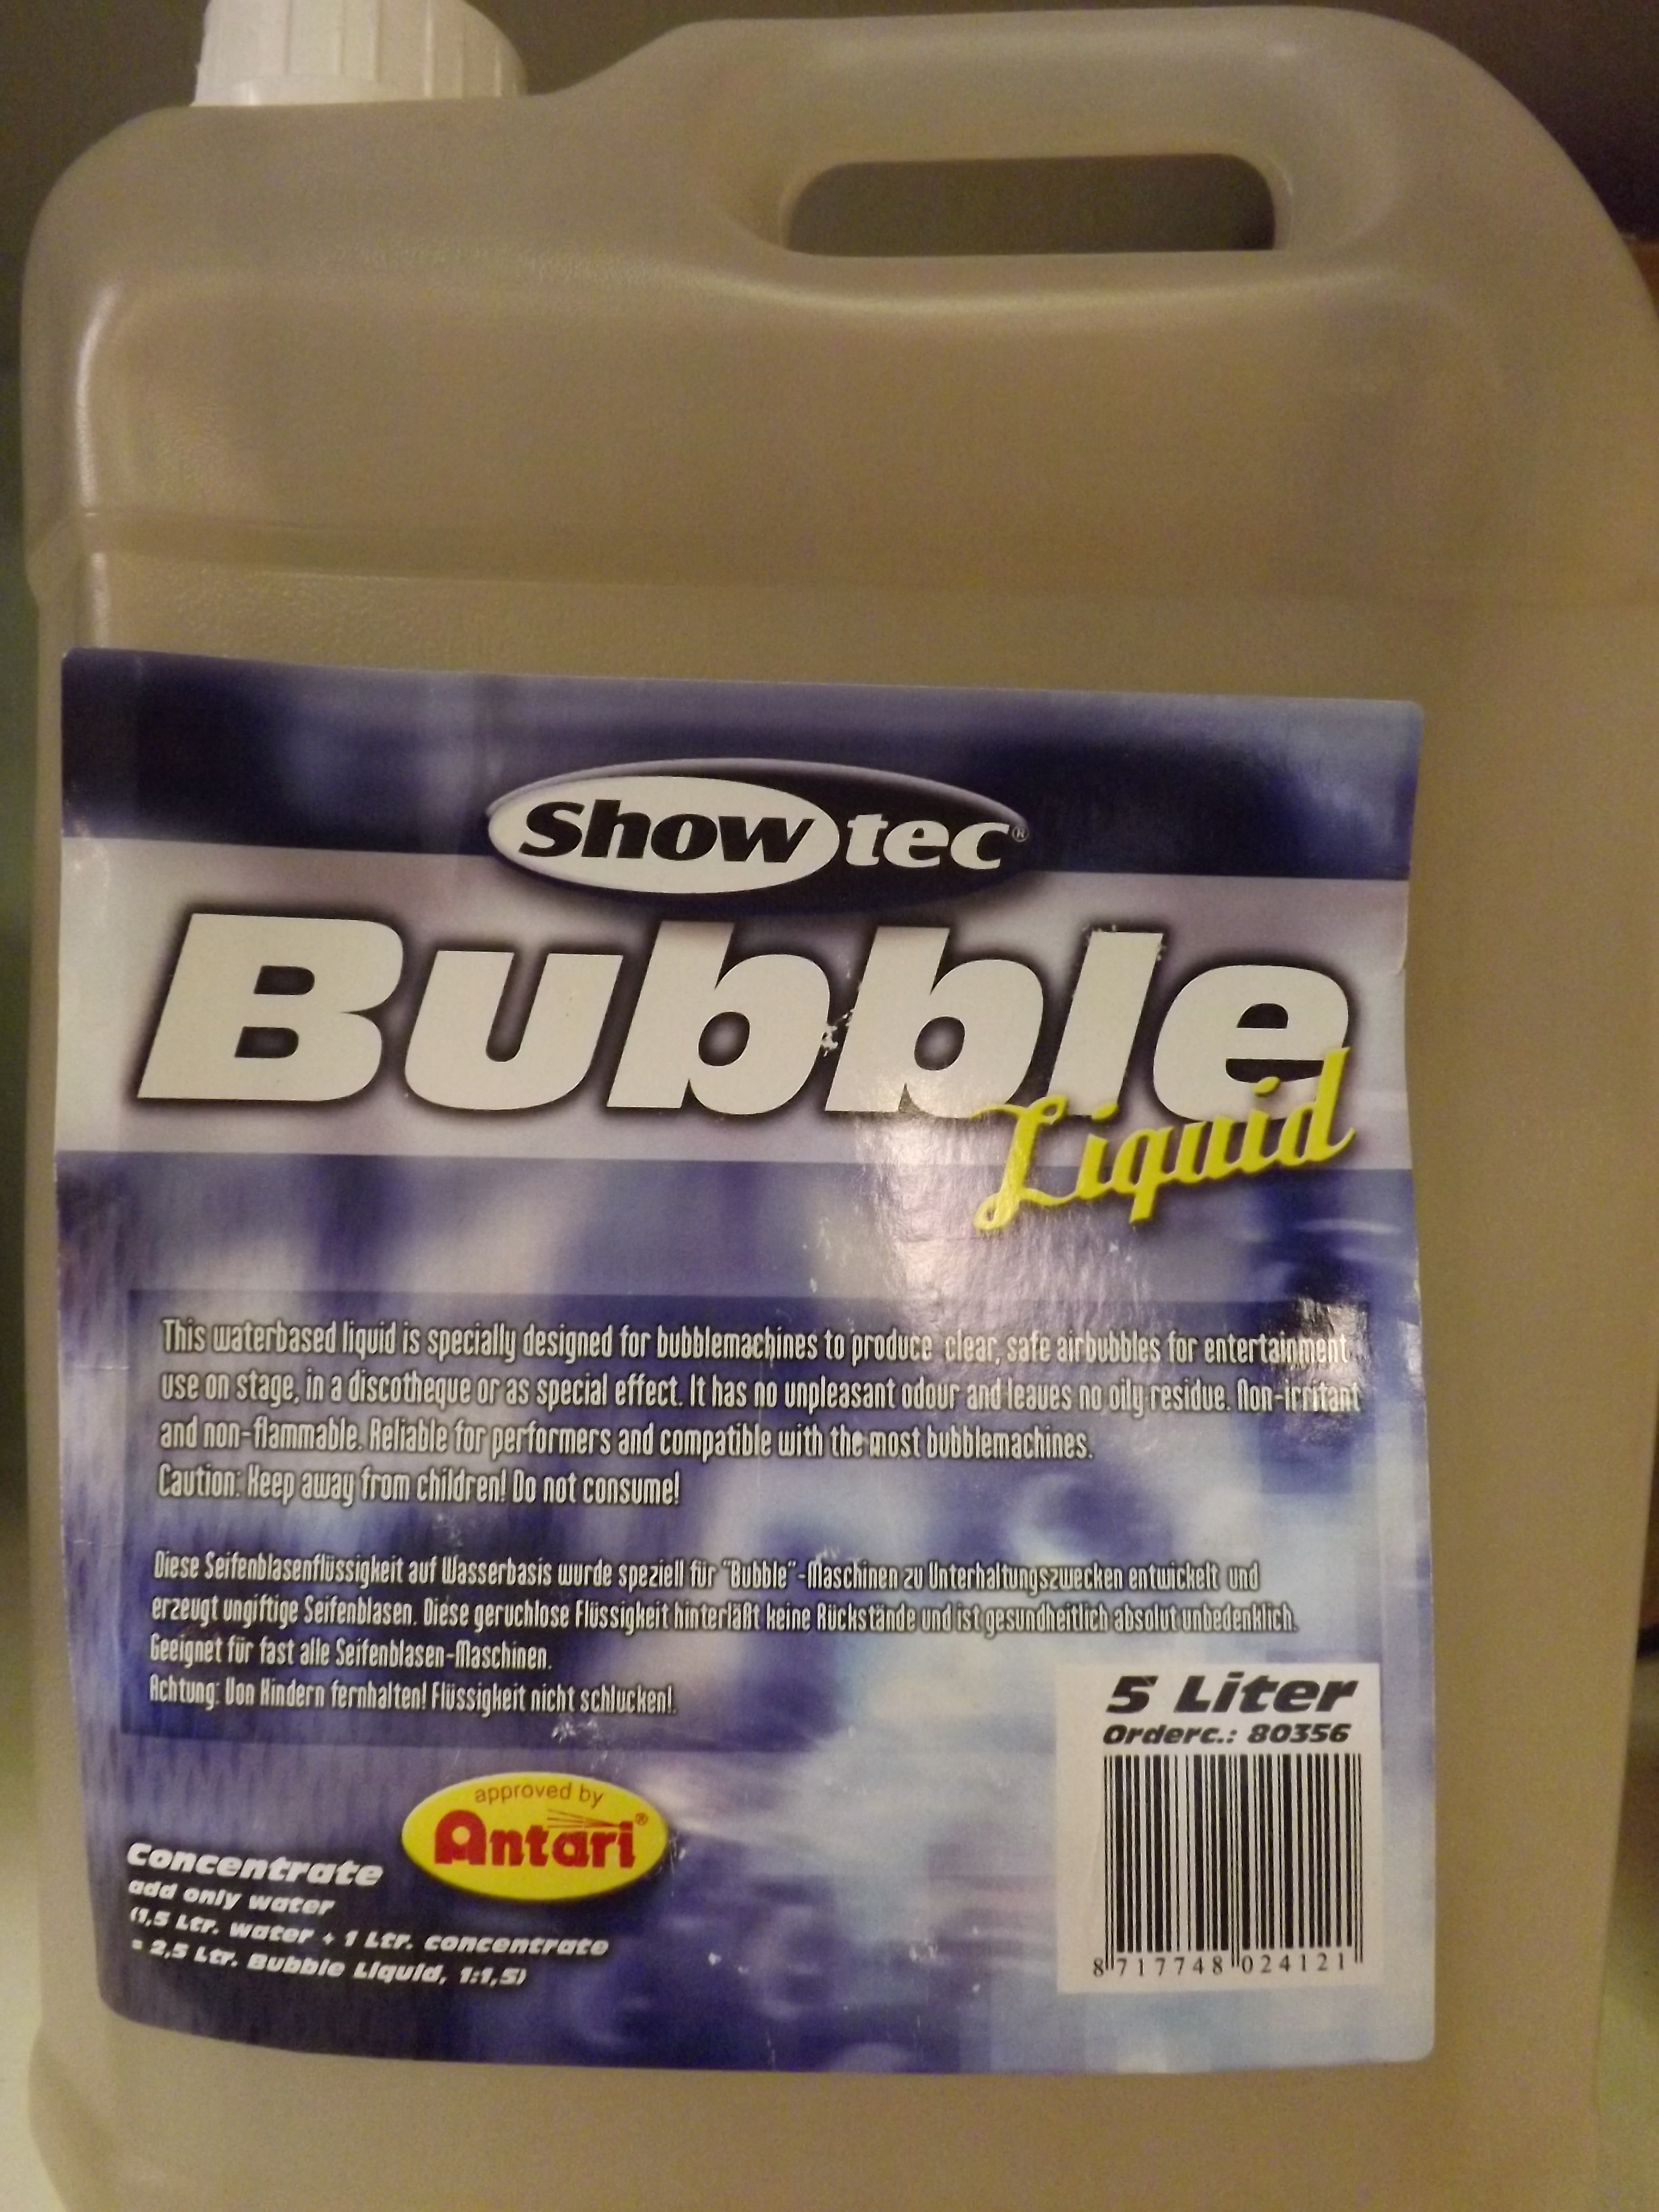 Showtec®
Bubble
Liquid
This waterbased liquid is specially designed for bubblemachines to produce clear, safe airbubbles for entertainment
use on stage, in a discotheque or as special effect. It has no unpleasant odour and leaves no oily residue. Non-irritant
and non-flammable. Reliable for performers and compatible with the most bubblemachines.
Caution: Keep away from children! Do not consume!
Diese Seifenblasenflüssigkeit auf Wasserbasis wurde speziell für "Bubble"-Maschinen zu Unterhaltungszwecken entwickelt und
erzeugt ungiftige Seifenblasen. Diese geruchlose Flüssigkeit hinterläßt keine Rückstände und ist gesundheitlich absolut unbedenklich.
Geeignet für fast alle Seifenblasen-Maschinen.
Achtung: Von Kindern fernhalten! Flüssigkeit nicht schlucken!
5 Liter
Orderc.: 80356
8 717748 024121
approved by
Antari®
Concentrate
add only water
(1,5 Ltr. water + 1 Ltr. concentrate
= 2,5 Ltr. Bubble Liquid, 1:1,5)